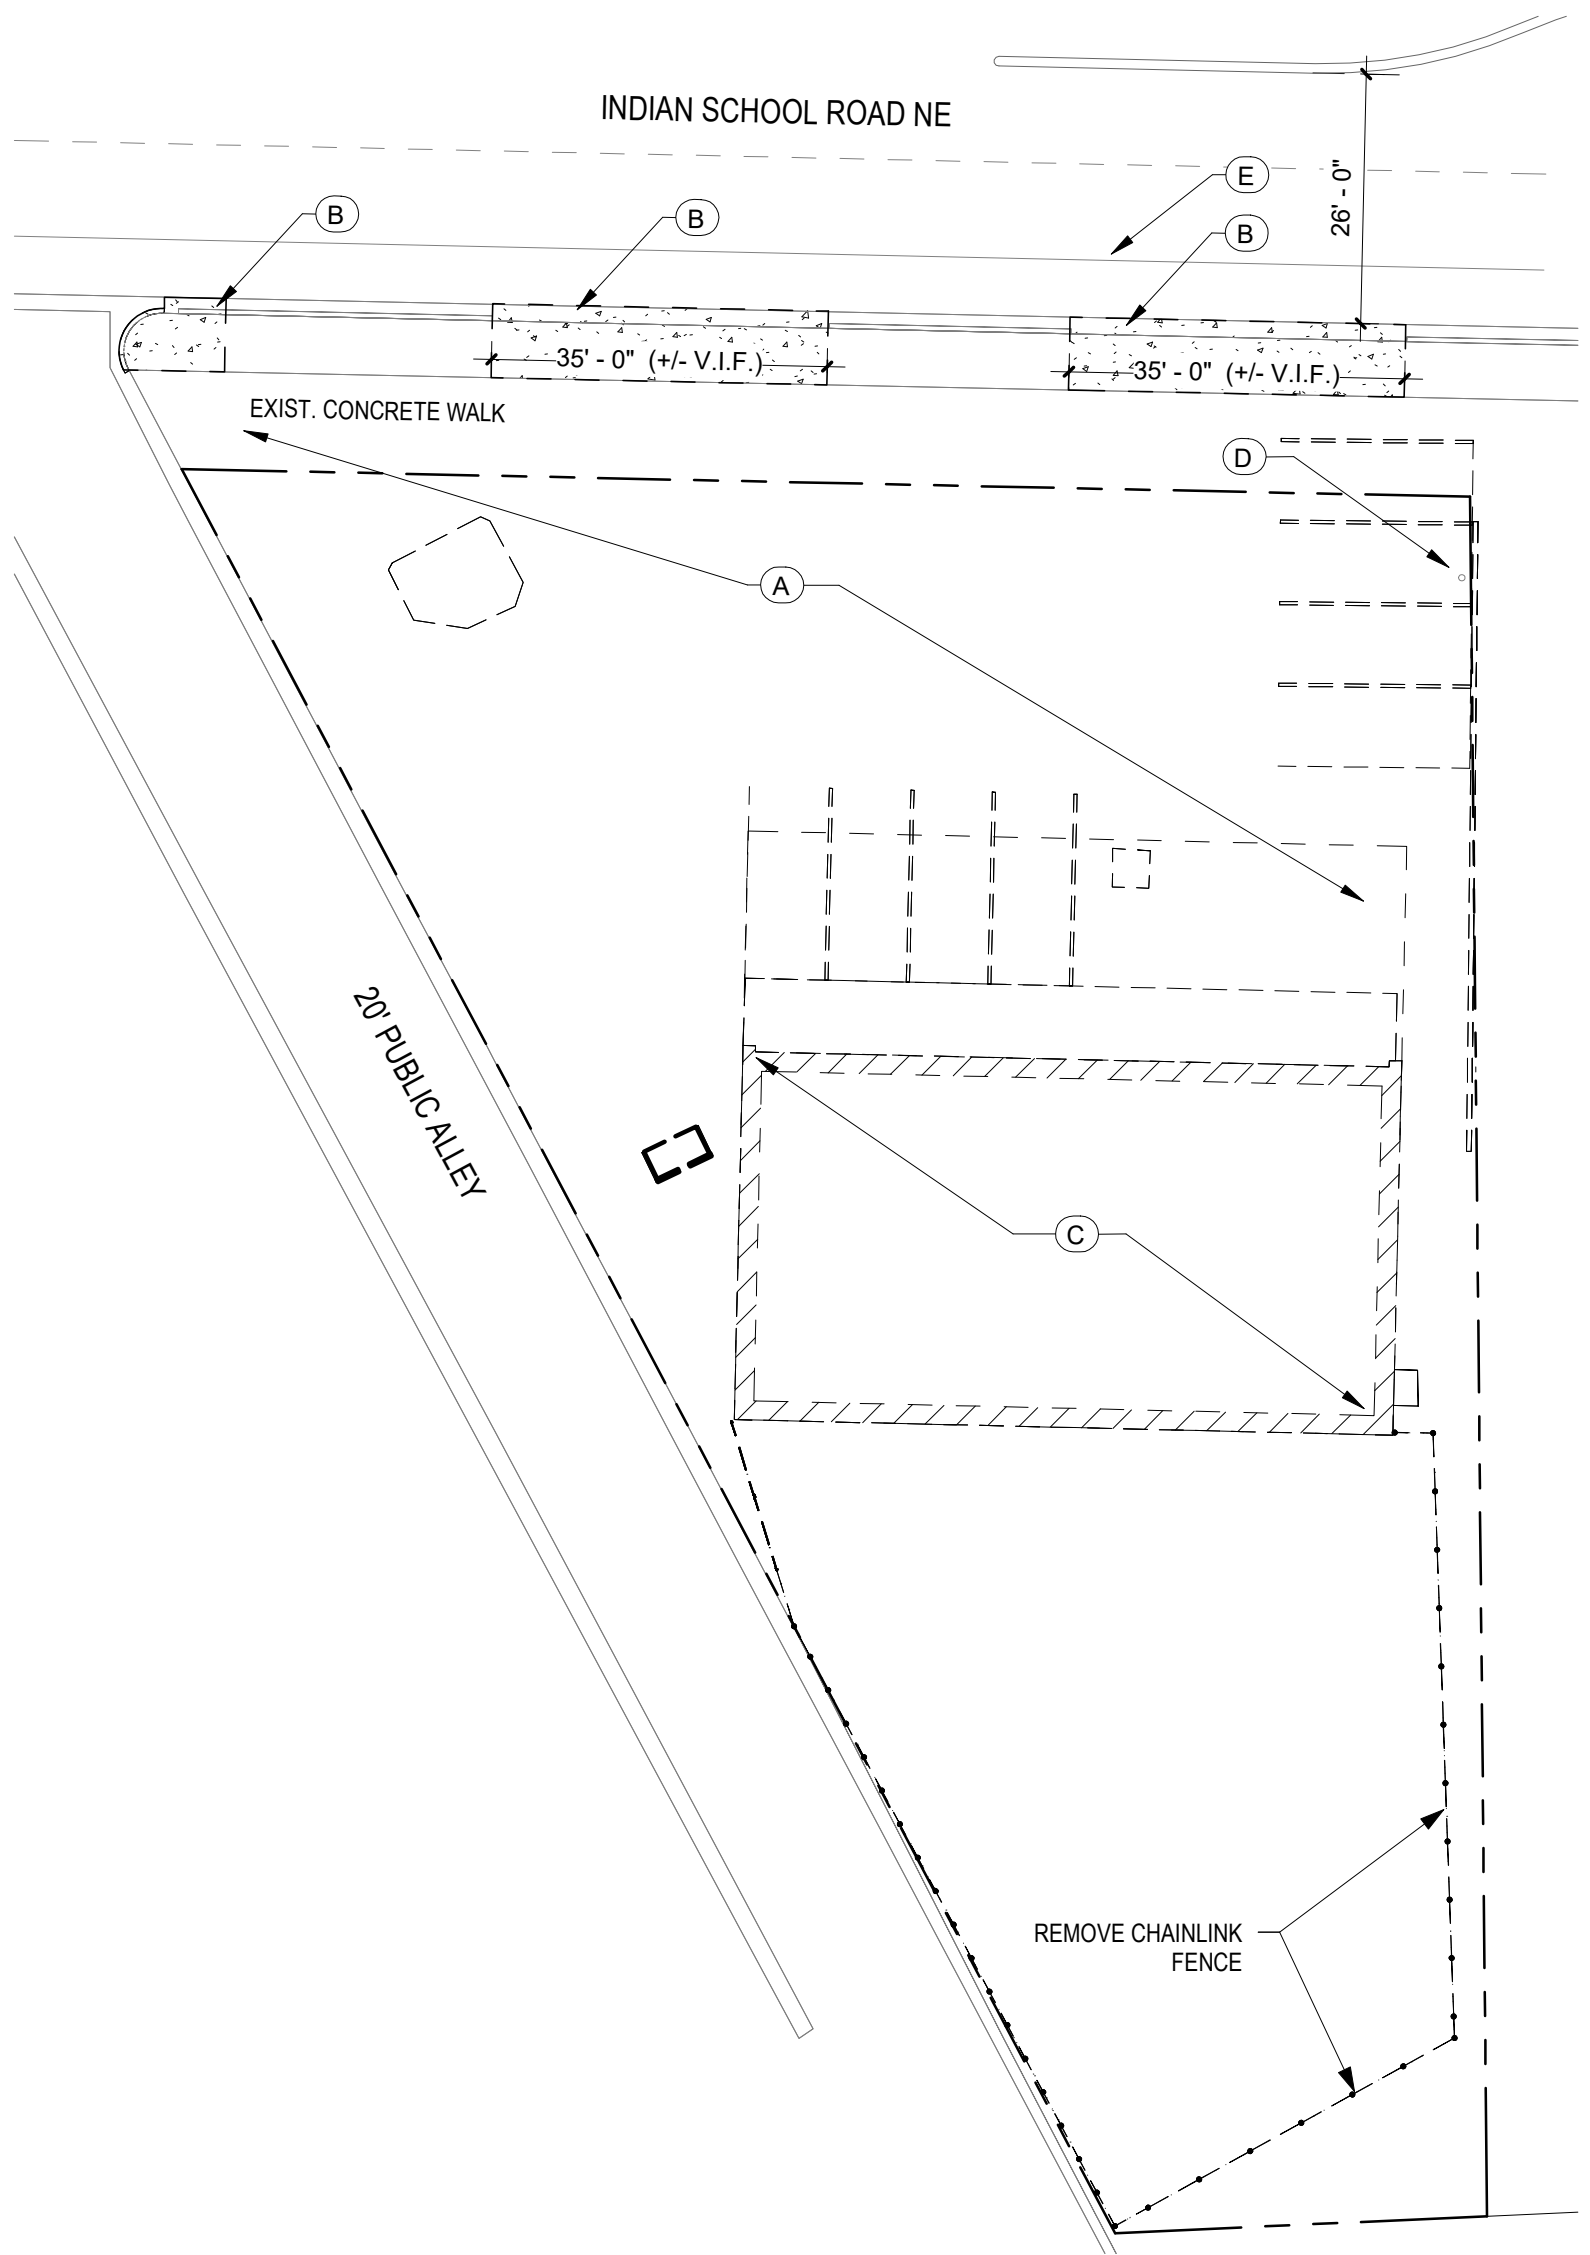 INDIAN SCHOOL ROAD NE
E
26' - 0"
B
B
B
35' - 0" (+/- V.I.F.)
35' - 0" (+/- V.I.F.)
EXIST. CONCRETE WALK
D
A
20' PUBLIC ALLEY
C
REMOVE CHAINLINK
FENCE